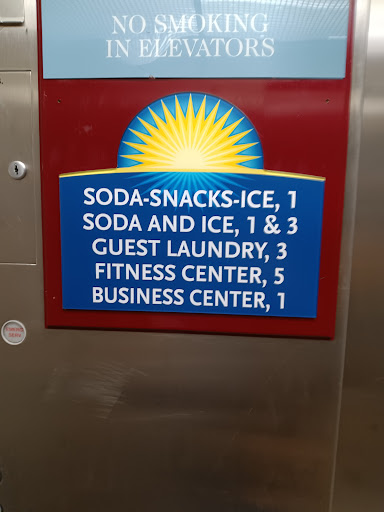 NO SMOKING
IN ELEVATORS
SODA-SNACKS-ICE, 1
SODA AND ICE, 1 & 3
GUEST LAUNDRY, 3
FITNESS CENTER, 5
BUSINESS CENTER, 1